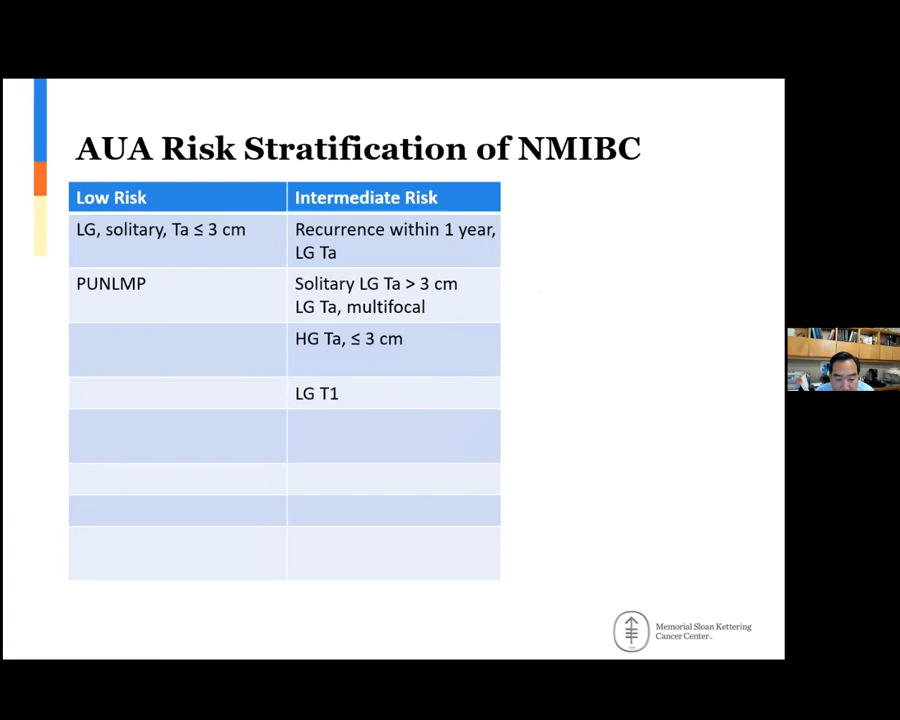 AUA Risk Stratification of NMIBC
Low Risk
Intermediate Risk
LG, solitary, Ta ≤ 3 cm
Recurrence within 1 year,
LG Ta
PUNLMP
Solitary LG Ta > 3 cm
LG Ta, multifocal
HG Ta, ≤ 3 cm
LG T1
Memorial Sloan Kettering
Cancer Center